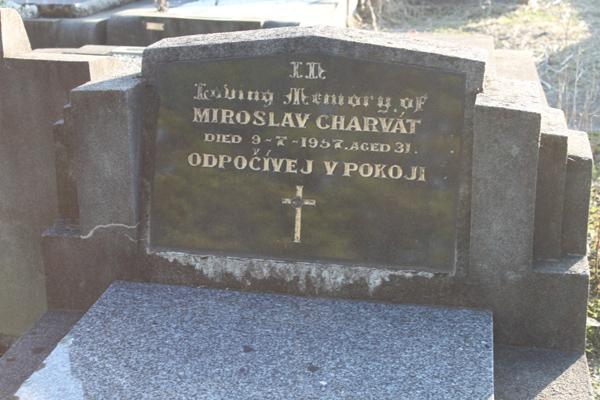 In
Loving Memory of
MIROSLAV CHARVÁT
DIED 9-7-1957. AGED 31.
ODPOČÍVEJ V POKOJI